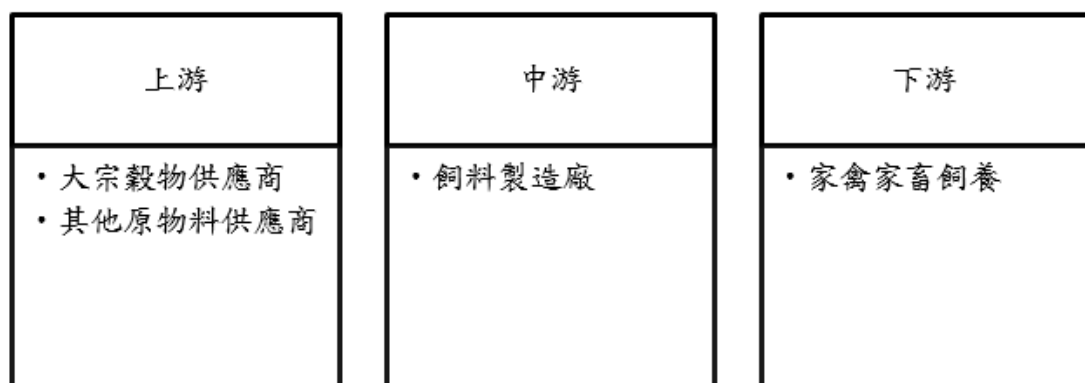 上游
・大宗穀物供應商
・其他原物料供應商
中游
・飼料製造廠
下游
・家禽家畜飼養